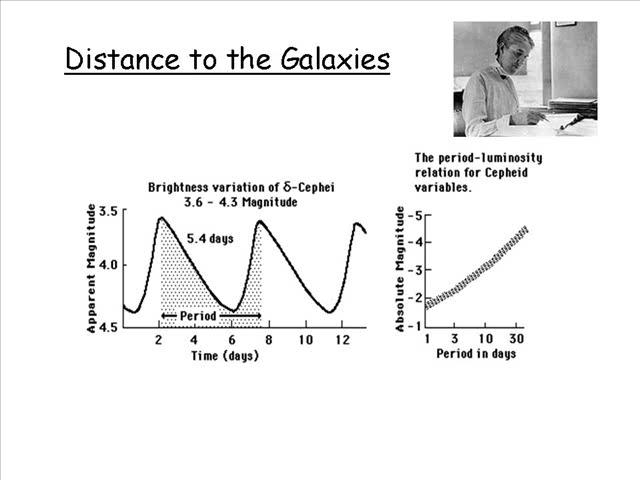 Distance to the Galaxies
The period-luminosity
relation for Cepheid
variables.
Brightness variation of δ-Cephei
3.6 - 4.3 Magnitude
Apparent Magnitude
3.5
4.0
4.5
5.4 days
Period
2 4 6 8 10 12
Time (days)
Absolute Magnitude
-5
-4
-3
-2
-1
1 3 10 30
Period in days